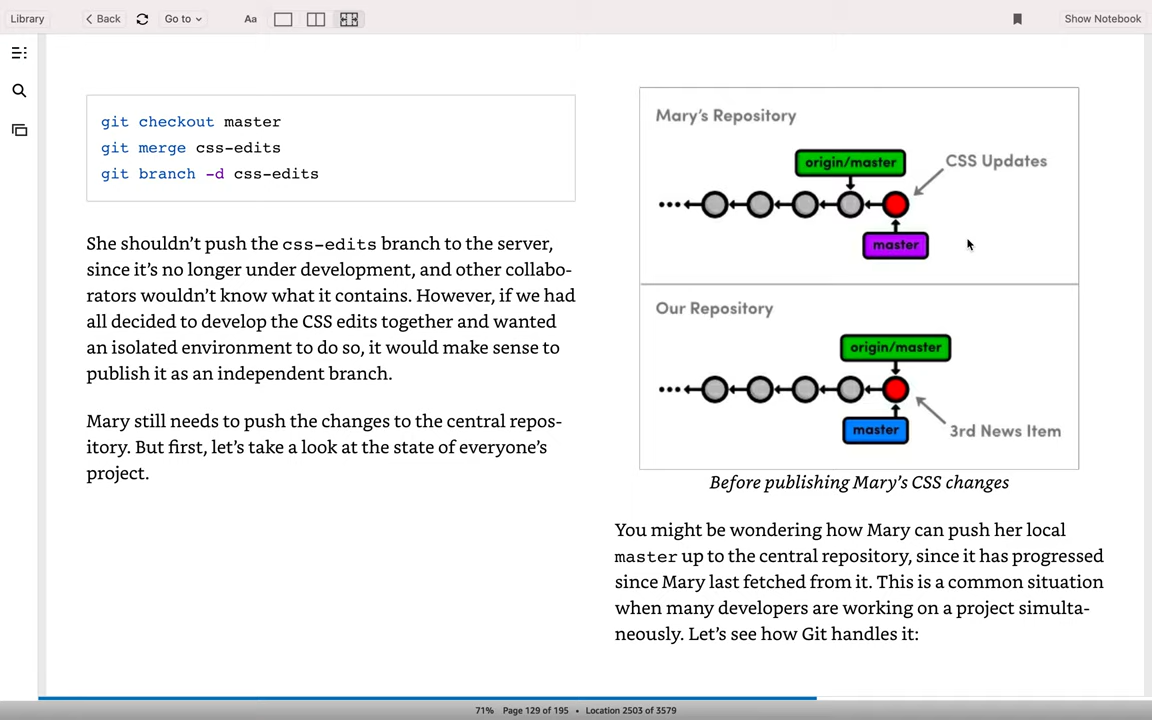 Library
Back
Go to
Aa
Show Notebook
git checkout master
git merge css-edits
git branch -d css-edits
She shouldn’t push the css-edits branch to the server,
since it’s no longer under development, and other collabo-
rators wouldn’t know what it contains. However, if we had
all decided to develop the CSS edits together and wanted
an isolated environment to do so, it would make sense to
publish it as an independent branch.
Mary still needs to push the changes to the central repos-
itory. But first, let’s take a look at the state of everyone’s
project.
Mary’s Repository
origin/master
CSS Updates
master
Our Repository
origin/master
master
3rd News Item
Before publishing Mary’s CSS changes
You might be wondering how Mary can push her local
master up to the central repository, since it has progressed
since Mary last fetched from it. This is a common situation
when many developers are working on a project simulta-
neously. Let’s see how Git handles it:
71% Page 129 of 195 • Location 2503 of 3579